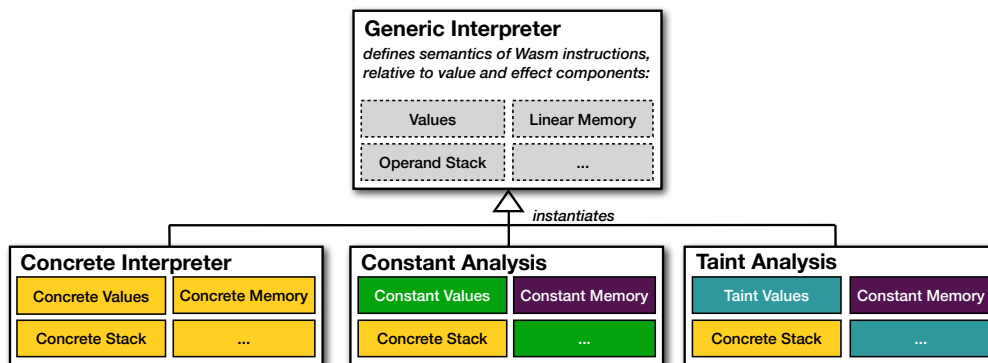 Generic Interpreter
defines semantics of Wasm instructions,
relative to value and effect components:
Values
Linear Memory
Operand Stack
...
instantiates
Concrete Interpreter
Concrete Values
Concrete Memory
Concrete Stack
...
Constant Analysis
Constant Values
Constant Memory
Concrete Stack
...
Taint Analysis
Taint Values
Constant Memory
Concrete Stack
...